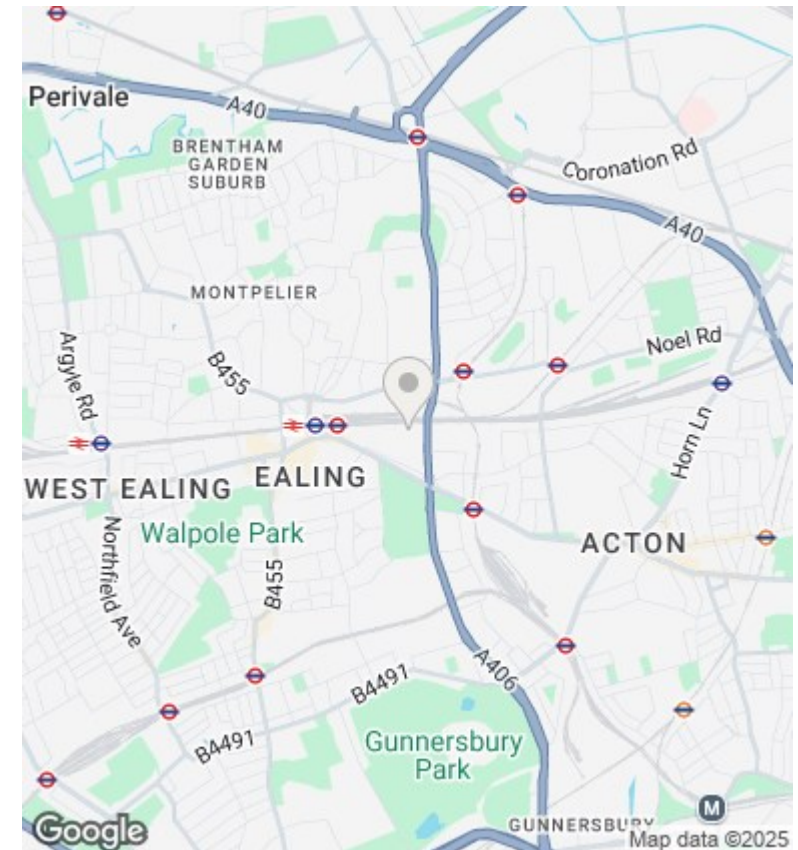 Perivale
A40
BRENTHAM
GARDEN
SUBURB
Coronation Rd
A40
MONTPELIER
Argyle Rd
B455
Noel Rd
Horn Ln
WEST EALING
EALING
Walpole Park
ACTON
Northfield Ave
B455
A406
B4491
B4491
Gunnersbury
Park
M
GUNNERSBURY
Google
Map data ©2025